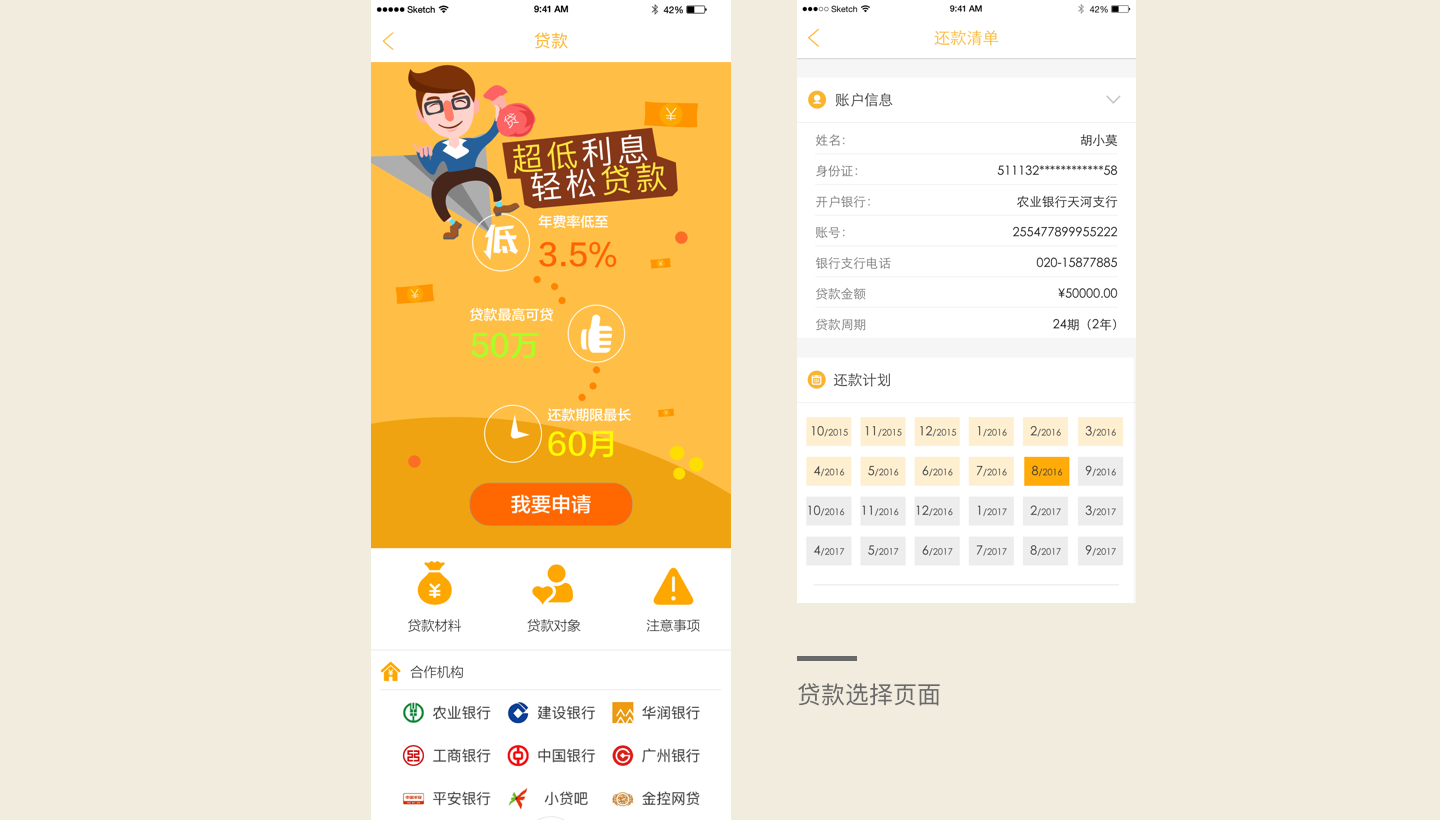 Sketch 9:41 AM 42%
贷款
贷
超低利息
轻松贷款
低
年费率低至
3.5%
贷款最高可贷
50万
还款期限最长
60月
我要申请
贷款材料 贷款对象 注意事项
合作机构
农业银行 建设银行 华润银行
工商银行 中国银行 广州银行
平安银行 小贷吧 金控网贷
Sketch 9:41 AM 42%
还款清单
账户信息
姓名: 胡小莫
身份证: 511132************58
开户银行: 农业银行天河支行
账号: 255477899955222
银行支行电话 020-15877885
贷款金额 ¥50000.00
贷款周期 24期（2年）
还款计划
10/2015 11/2015 12/2015 1/2016 2/2016 3/2016
4/2016 5/2016 6/2016 7/2016 8/2016 9/2016
10/2016 11/2016 12/2016 1/2017 2/2017 3/2017
4/2017 5/2017 6/2017 7/2017 8/2017 9/2017
贷款选择页面